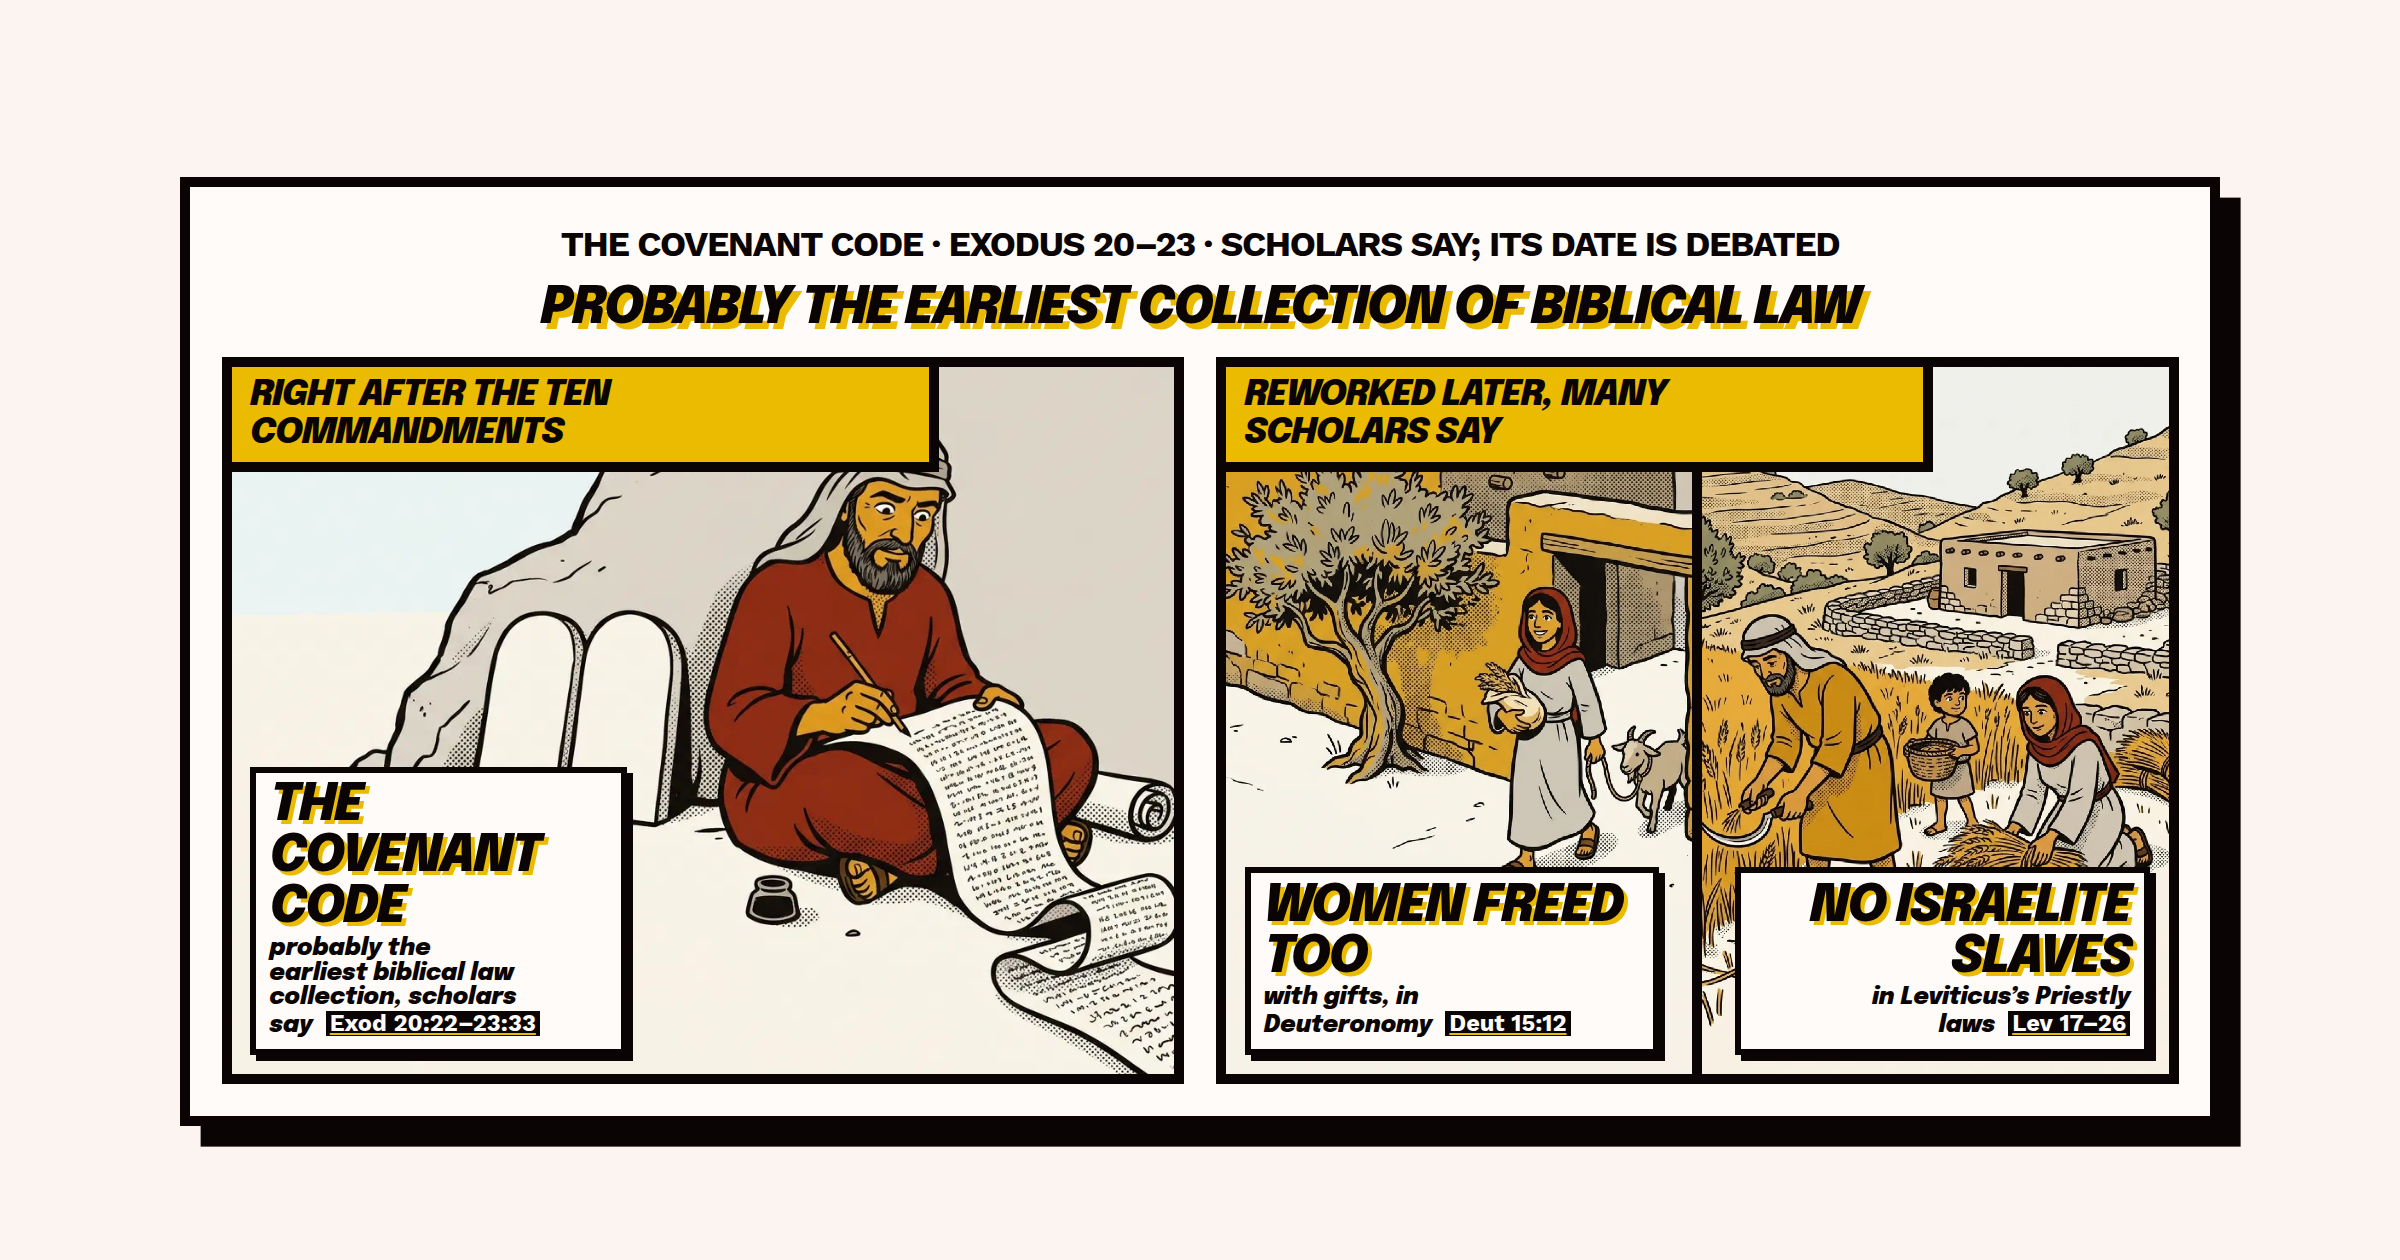 THE COVENANT CODE · EXODUS 20–23 · SCHOLARS SAY; ITS DATE IS DEBATED
PROBABLY THE EARLIEST COLLECTION OF BIBLICAL LAW
RIGHT AFTER THE TEN
COMMANDMENTS
THE
COVENANT
CODE
probably the
earliest biblical law
collection, scholars
say Exod 20:22–23:33
REWORKED LATER, MANY
SCHOLARS SAY
WOMEN FREED
TOO
with gifts, in
Deuteronomy Deut 15:12
NO ISRAELITE
SLAVES
in Leviticus’s Priestly
laws Lev 17–26